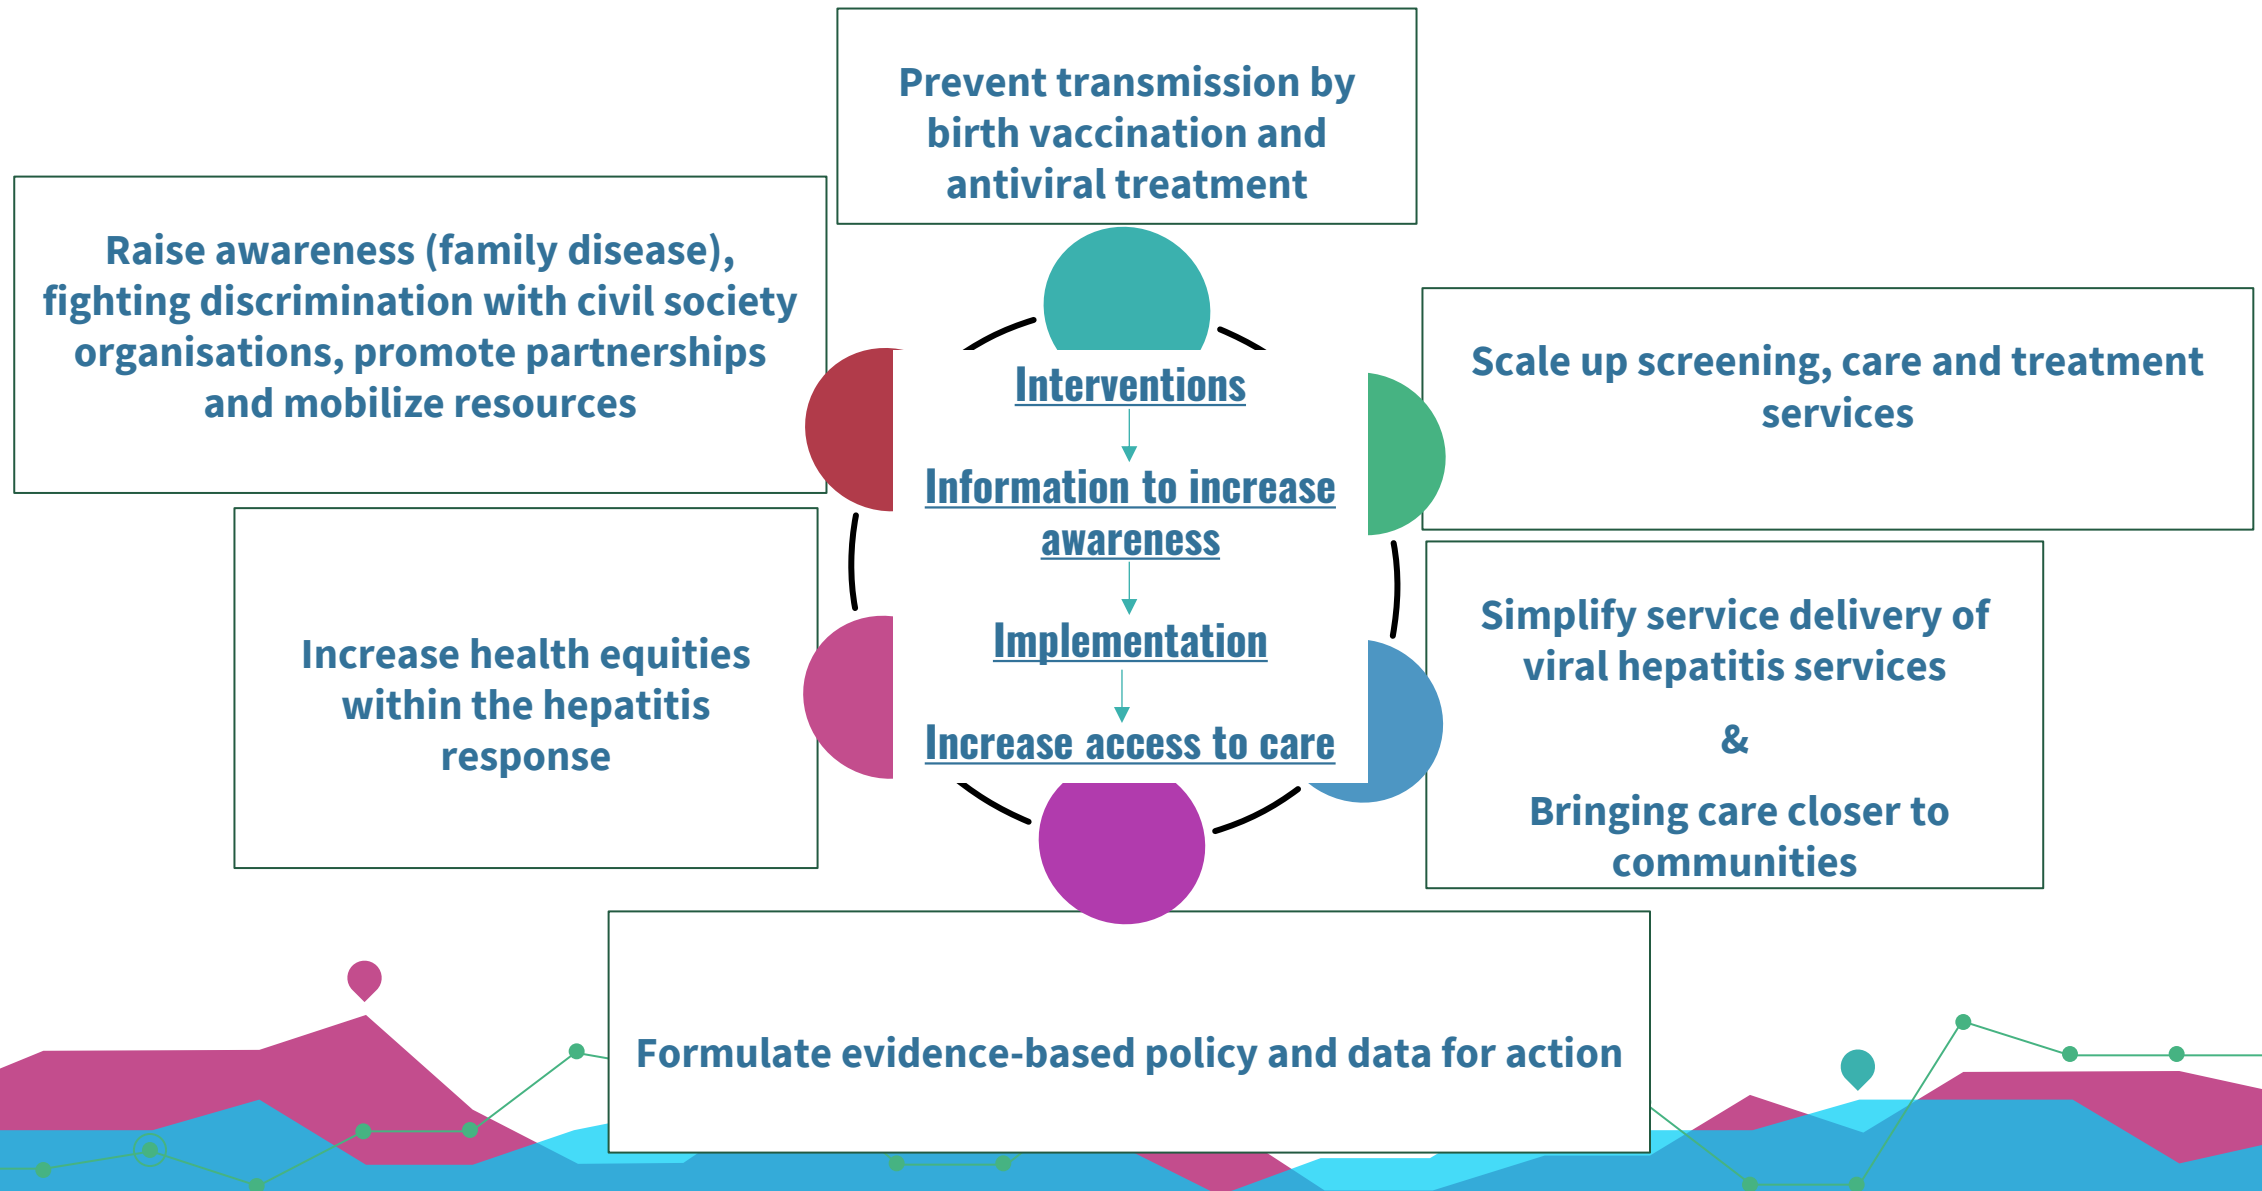 Prevent transmission by
birth vaccination and
antiviral treatment
Raise awareness (family disease),
fighting discrimination with civil society
organisations, promote partnerships
and mobilize resources
Scale up screening, care and treatment
services
Interventions
Information to increase
awareness
Implementation
Increase access to care
Increase health equities
within the hepatitis
response
Simplify service delivery of
viral hepatitis services
&
Bringing care closer to
communities
Formulate evidence-based policy and data for action